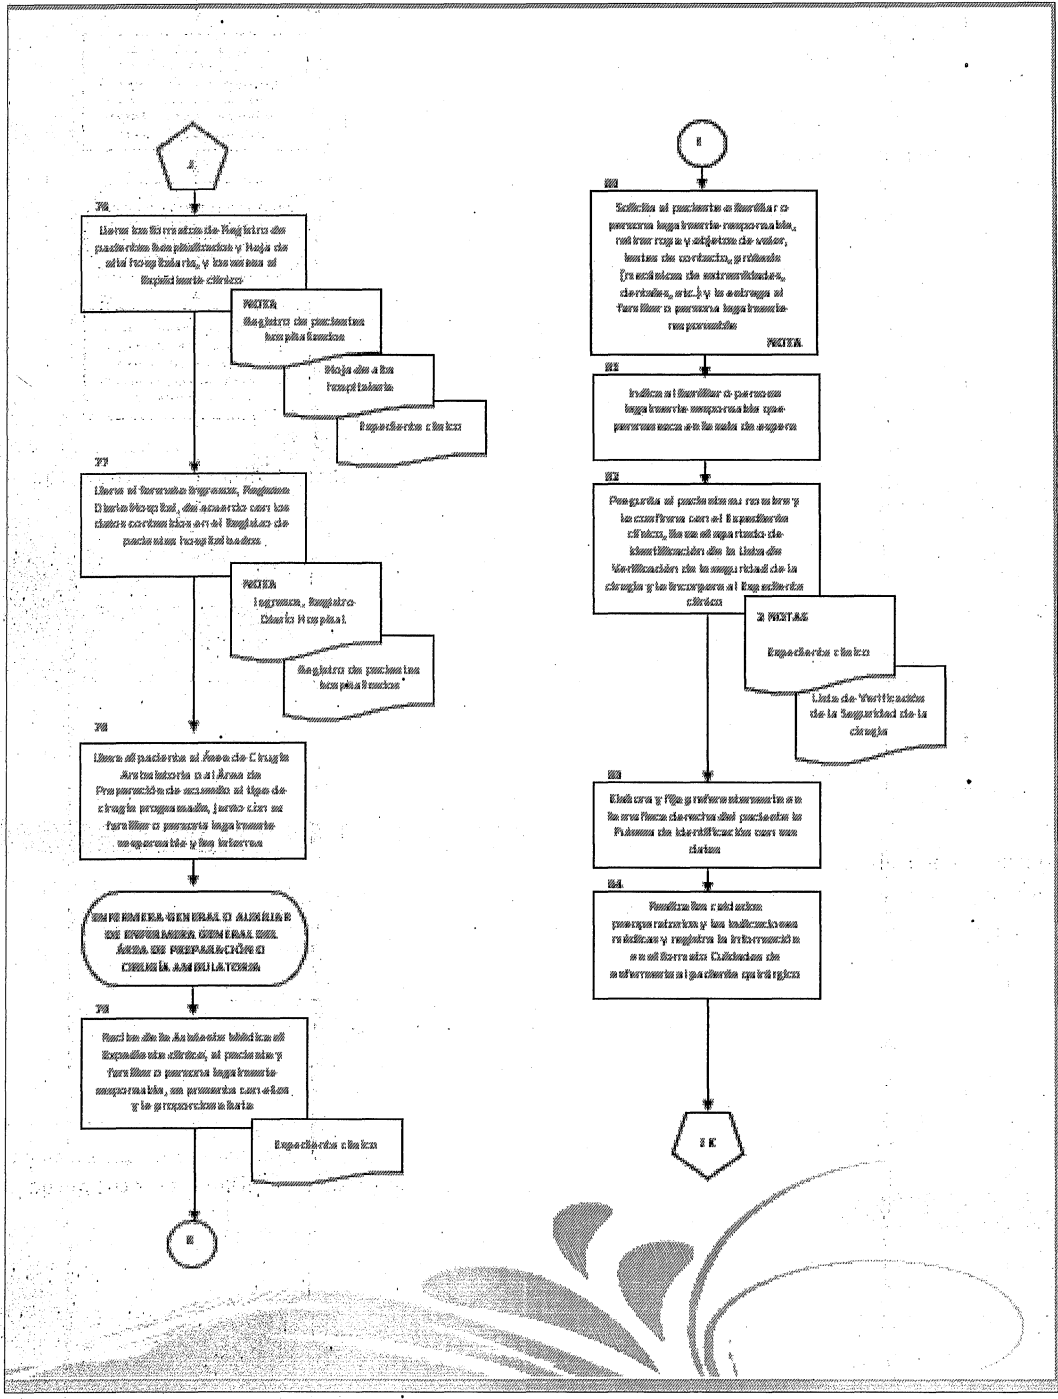 76
Llena los formatos de Registro de
pacientes hospitalizados y Hoja de
alta hospitalaria, y los anexa al
Expediente clínico
NOTA
Registro de pacientes
hospitalizados
Hoja de alta
hospitalaria
Expediente clínico
77
Llena el formato Ingresos, Registro
Diario Hospital, de acuerdo con los
datos contenidos en el Registro de
pacientes hospitalizados
NOTA
Ingresos, Registro
Diario Hospital
Registro de pacientes
hospitalizados
78
Lleva al paciente al Área de Cirugía
Ambulatoria o al Área de
Preparación de acuerdo al tipo de
cirugía programada, junto con su
familiar o persona legalmente
responsable y los
ENFERMERA GENERAL O AUXILIAR
DE ENFERMERA GENERAL DEL
ÁREA DE PREPARACIÓN O
CIRUGÍA AMBULATORIA
79
Recibe de la Asistente Médica el
Expediente clínico, al paciente y
familiar o persona legalmente
responsable, se presenta con ellos
y le proporciona bata
Expediente clínico
80
Solicita al paciente o familiar o
persona legalmente responsable,
retirar ropa y objetos de valor,
lentes de contacto, prótesis
(mecánicas de extremidades,
dentales, etc.) y la entrega al
familiar o persona legalmente
responsable
NOTA
81
Indica al familiar o persona
legalmente responsable que
permanezca en la sala de espera
82
Pregunta al paciente su nombre y
lo confirma con el Expediente
clínico, llena el apartado de
identificación de la Lista de
Verificación de la seguridad de la
cirugía y lo incorpora al Expediente
clínico
2 NOTAS
Expediente clínico
Lista de Verificación
de la Seguridad de la
cirugía
83
Elabora y fija preferentemente en
la muñeca derecha del paciente la
Pulsera de identificación con sus
datos
84
Realiza los cuidados
preoperatorios y las indicaciones
médicas y registra la información
en el formato Cuidados de
enfermería al paciente quirúrgico